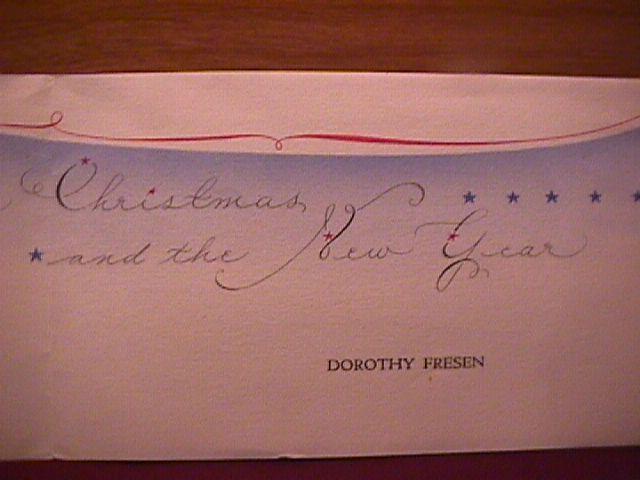 Christmas
and the New Year
DOROTHY FRESEN